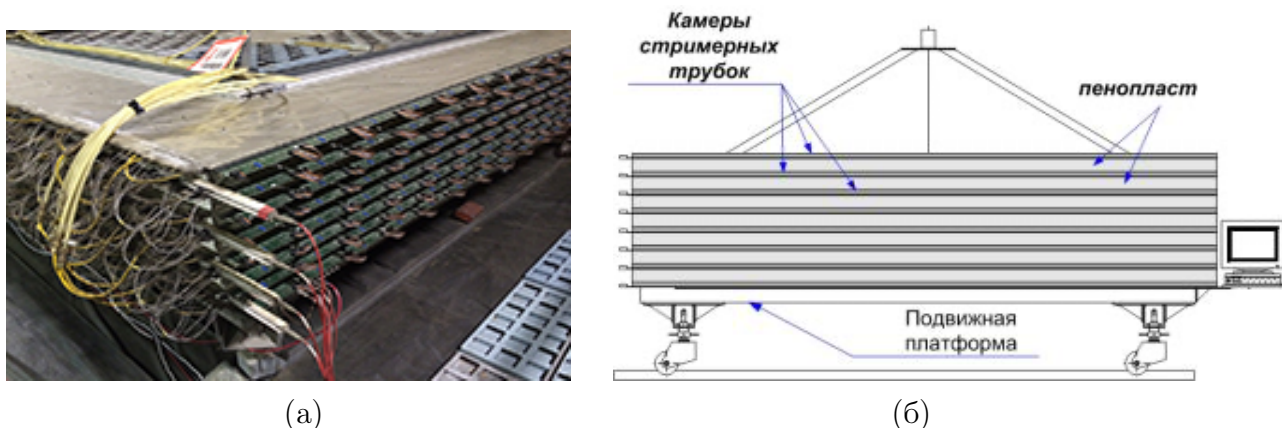 Камеры
стримерных
трубок
пенопласт
Подвижная
платформа
(а)
(б)